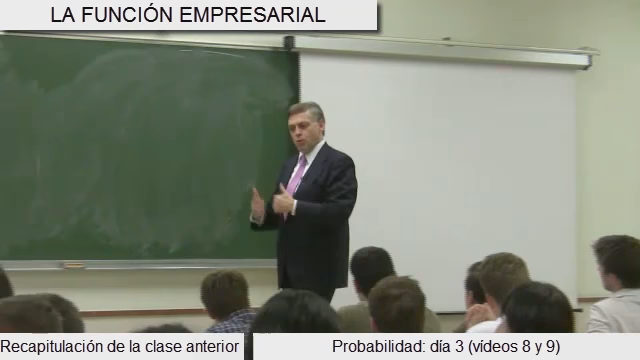 LA FUNCIÓN EMPRESARIAL
Recapitulación de la clase anterior
Probabilidad: día 3 (vídeos 8 y 9)